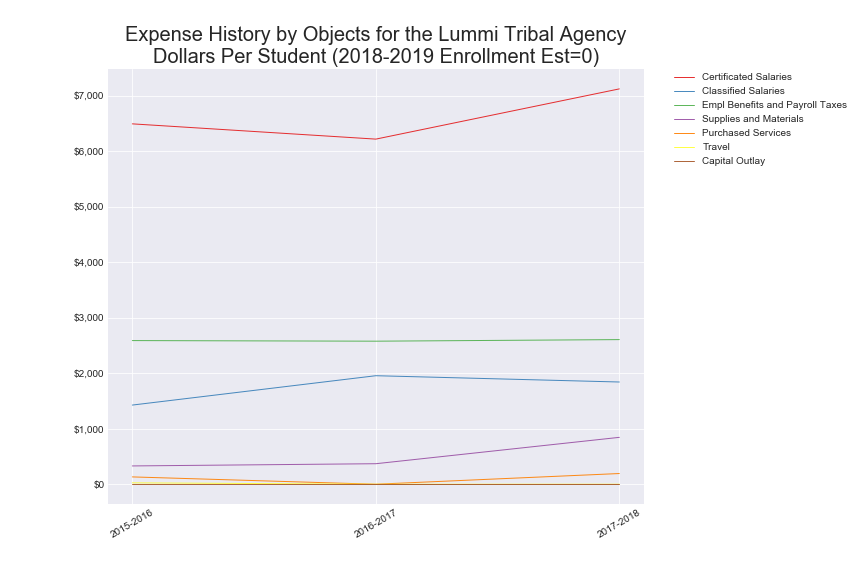 Expense History by Objects for the Lummi Tribal Agency
Dollars Per Student (2018-2019 Enrollment Est=0)
Certificated Salaries
Classified Salaries
Empl Benefits and Payroll Taxes
Supplies and Materials
Purchased Services
Travel
Capital Outlay
$7,000
$6,000
$5,000
$4,000
$3,000
$2,000
$1,000
$0
2015-2016
2016-2017
2017-2018